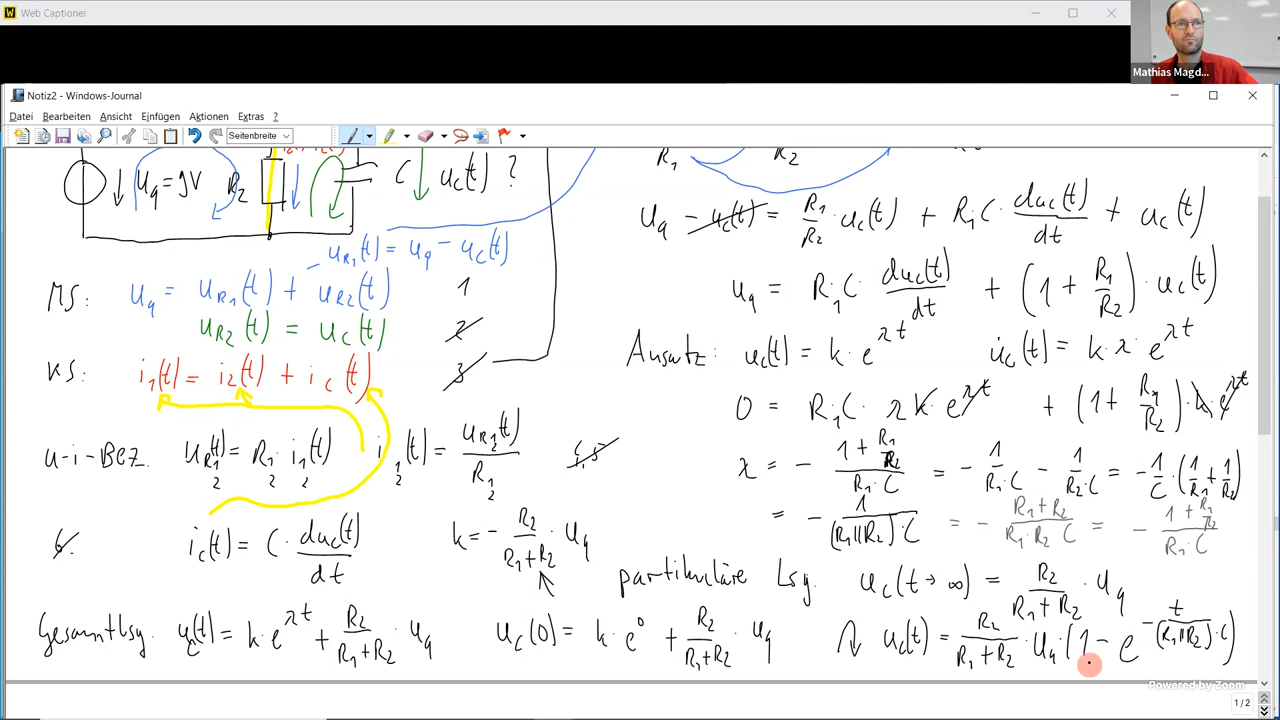 Web Captioner
Mathias Magd...
Notiz2 - Windows-Journal
Datei Bearbeiten Ansicht Einfügen Aktionen Extras ?
Seitenbreite
U_q = 9V R_2 C u_C(t) ?
u_R1(t) = u_q - u_C(t)
MS: u_q = u_R1(t) + u_R2(t) 1
u_R2(t) = u_C(t) 2
KS: i_1(t) = i_2(t) + i_C(t) 3
u-i-Bez. u_R1/2(t) = R_1/2 · i_1/2(t) i_1/2(t) = u_R1/2(t) / R_1/2 4,5
6. i_C(t) = C · du_C(t)/dt k = - R_2/(R_1+R_2) · U_q
Gesamtlsg. u_C(t) = k·e^{λt} + R_2/(R_1+R_2) · U_q u_C(0) = k·e^0 + R_2/(R_1+R_2) · U_q
R_1 R_2
U_q - u_C(t) = R_1/R_2 · u_C(t) + R_1 C · du_C(t)/dt + u_C(t)
U_q = R_1 C · du_C(t)/dt + (1 + R_1/R_2) · u_C(t)
Ansatz: u_C(t) = k·e^{λt} u̇_C(t) = k·λ·e^{λt}
0 = R_1 C · λ k·e^{λt} + (1 + R_1/R_2)·k·e^{λt}
λ = - (1 + R_1/R_2)/(R_1·C) = - 1/(R_1·C) - 1/(R_2·C) = - 1/C · (1/R_1 + 1/R_2)
= - 1/((R_1||R_2)·C) = - (R_1+R_2)/(R_1·R_2 C) = - (1 + R_1/R_2)/(R_1·C)
partikuläre Lsg. u_C(t→∞) = R_2/(R_1+R_2) · U_q
u_C(t) = R_2/(R_1+R_2) · U_q · (1 - e^{-t/((R_1||R_2)·C)})
Powered by Zoom
1 / 2